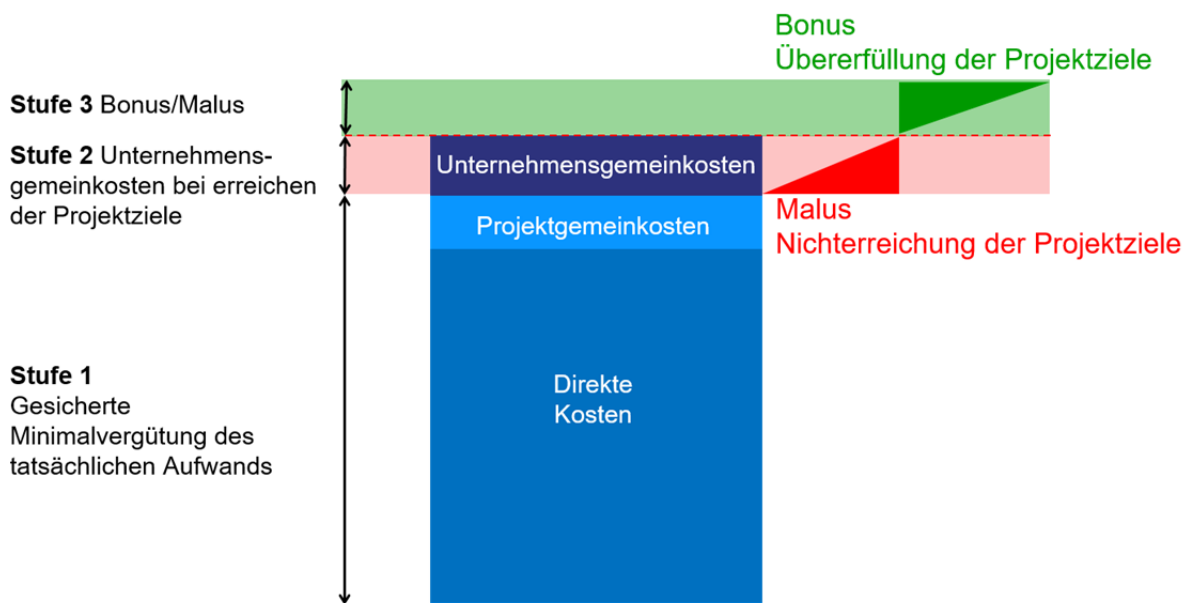 Bonus
Übererfüllung der Projektziele
Stufe 3 Bonus/Malus
Stufe 2 Unternehmens-
gemeinkosten bei erreichen
der Projektziele
Unternehmensgemeinkosten
Malus
Nichterreichung der Projektziele
Projektgemeinkosten
Stufe 1
Gesicherte
Minimalvergütung des
tatsächlichen Aufwands
Direkte
Kosten